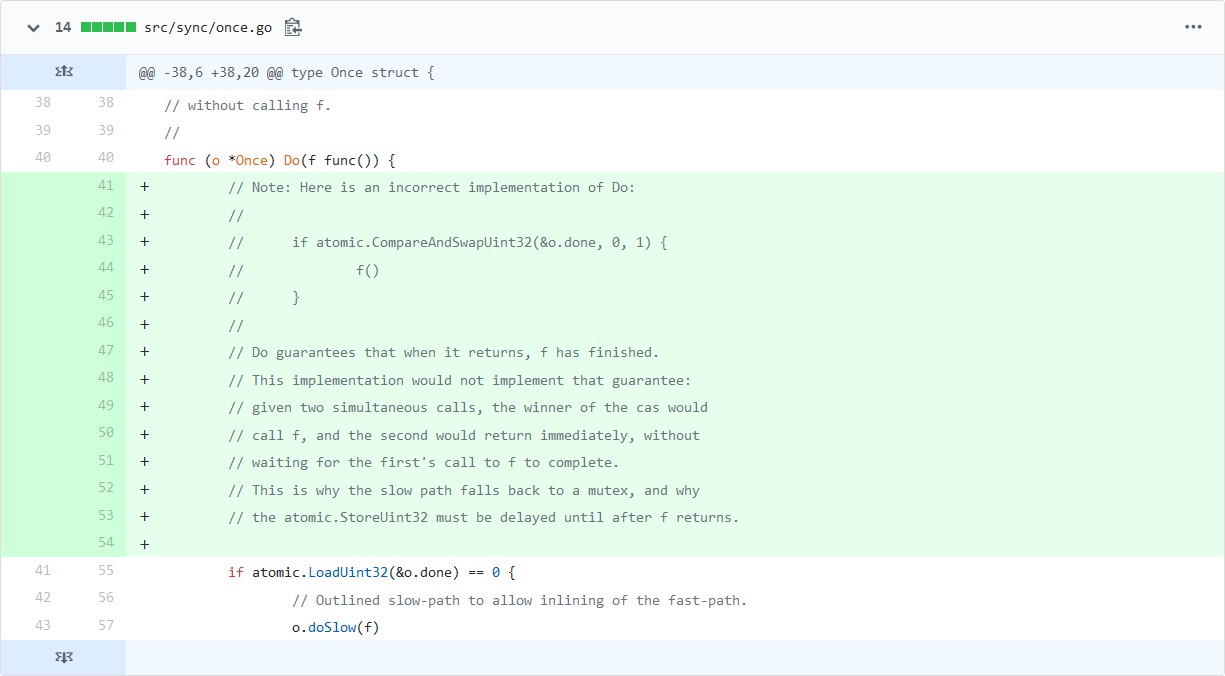 14 src/sync/once.go
@@ -38,6 +38,20 @@ type Once struct {
38 38 // without calling f.
39 39 //
40 40 func (o *Once) Do(f func()) {
41 + // Note: Here is an incorrect implementation of Do:
42 + //
43 + // if atomic.CompareAndSwapUint32(&o.done, 0, 1) {
44 + // f()
45 + // }
46 + //
47 + // Do guarantees that when it returns, f has finished.
48 + // This implementation would not implement that guarantee:
49 + // given two simultaneous calls, the winner of the cas would
50 + // call f, and the second would return immediately, without
51 + // waiting for the first's call to f to complete.
52 + // This is why the slow path falls back to a mutex, and why
53 + // the atomic.StoreUint32 must be delayed until after f returns.
54 +
41 55 if atomic.LoadUint32(&o.done) == 0 {
42 56 // Outlined slow-path to allow inlining of the fast-path.
43 57 o.doSlow(f)